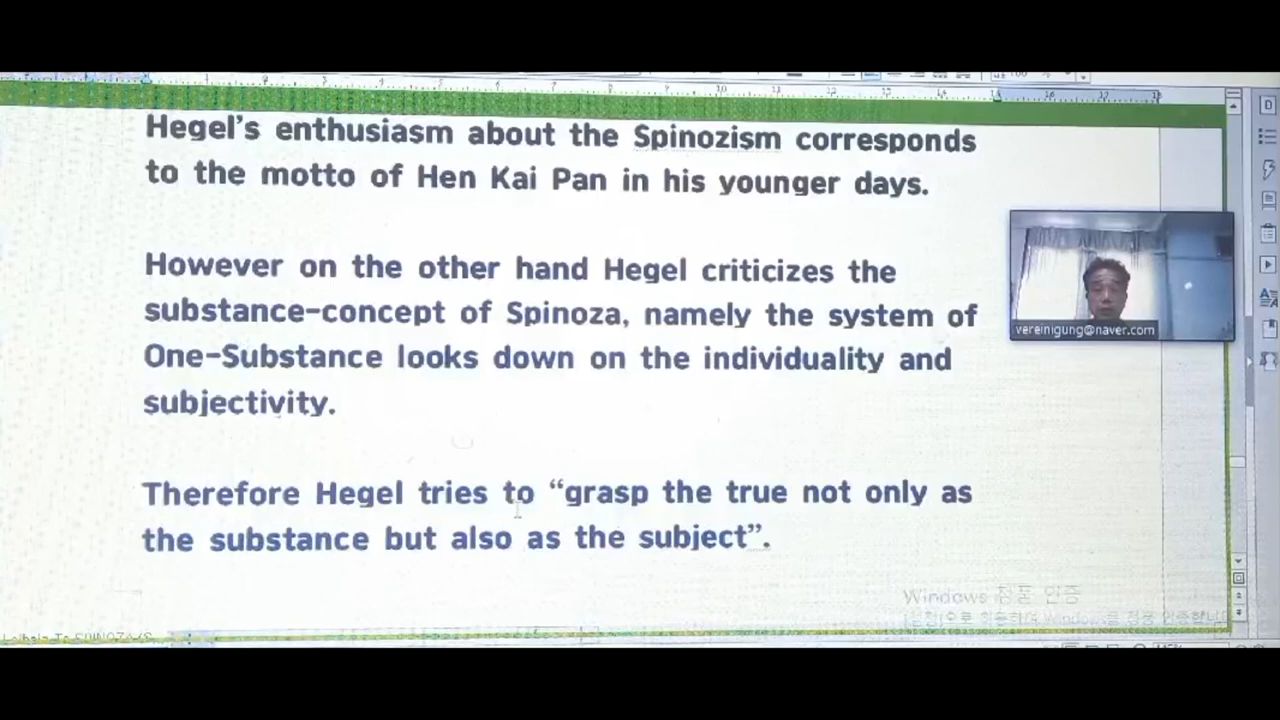 Hegel's enthusiasm about the Spinozism corresponds
to the motto of Hen Kai Pan in his younger days.
However on the other hand Hegel criticizes the
substance-concept of Spinoza, namely the system of
One-Substance looks down on the individuality and
subjectivity.
Therefore Hegel tries to “grasp the true not only as
the substance but also as the subject”.
vereinigung@naver.com
Windows 정품 인증